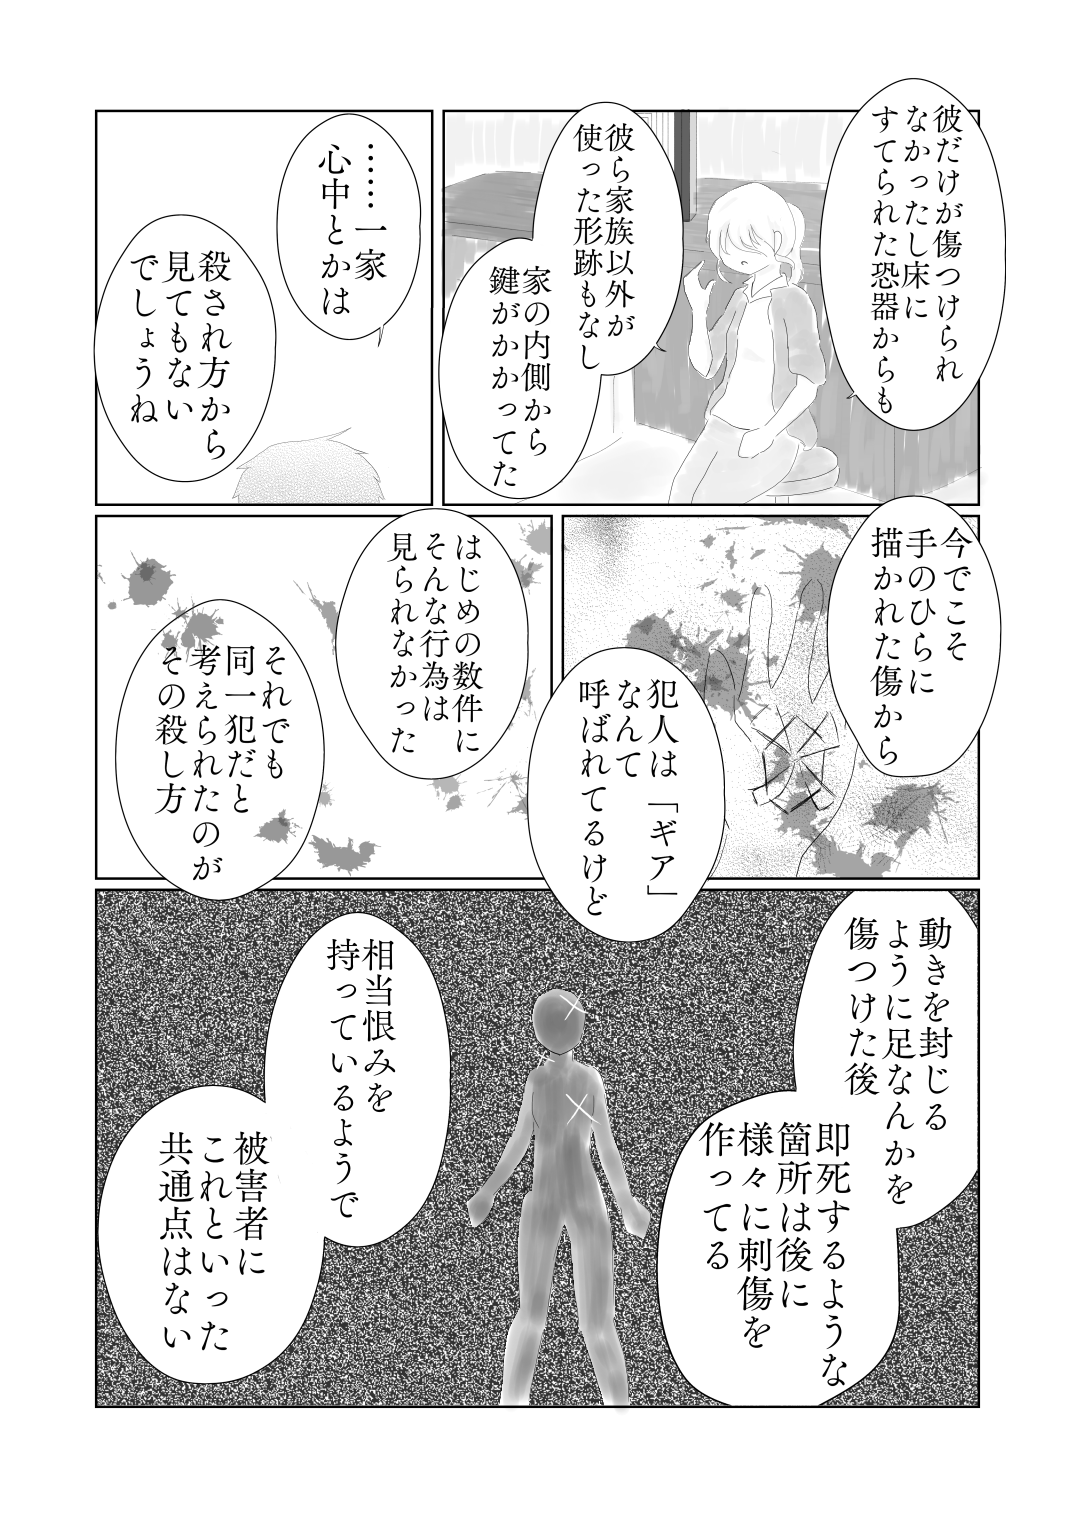 彼だけが傷つけられ
なかったし床に
すてられた恐器からも
彼ら家族以外が
使った形跡もなし
家の内側から
鍵がかかってた
……一家
心中とかは
殺され方から
見てもない
でしょうね
今でこそ
手のひらに
描かれた傷から
犯人は「ギア」
なんて
呼ばれてるけど
はじめの数件に
そんな行為は
見られなかった
それでも
同一犯だと
考えられたのが
その殺し方
動きを封じる
ように足なんかを
傷つけた後
即死するような
箇所は後に
様々に刺傷を
作ってる
相当恨みを
持っているようで
被害者に
これといった
共通点はない